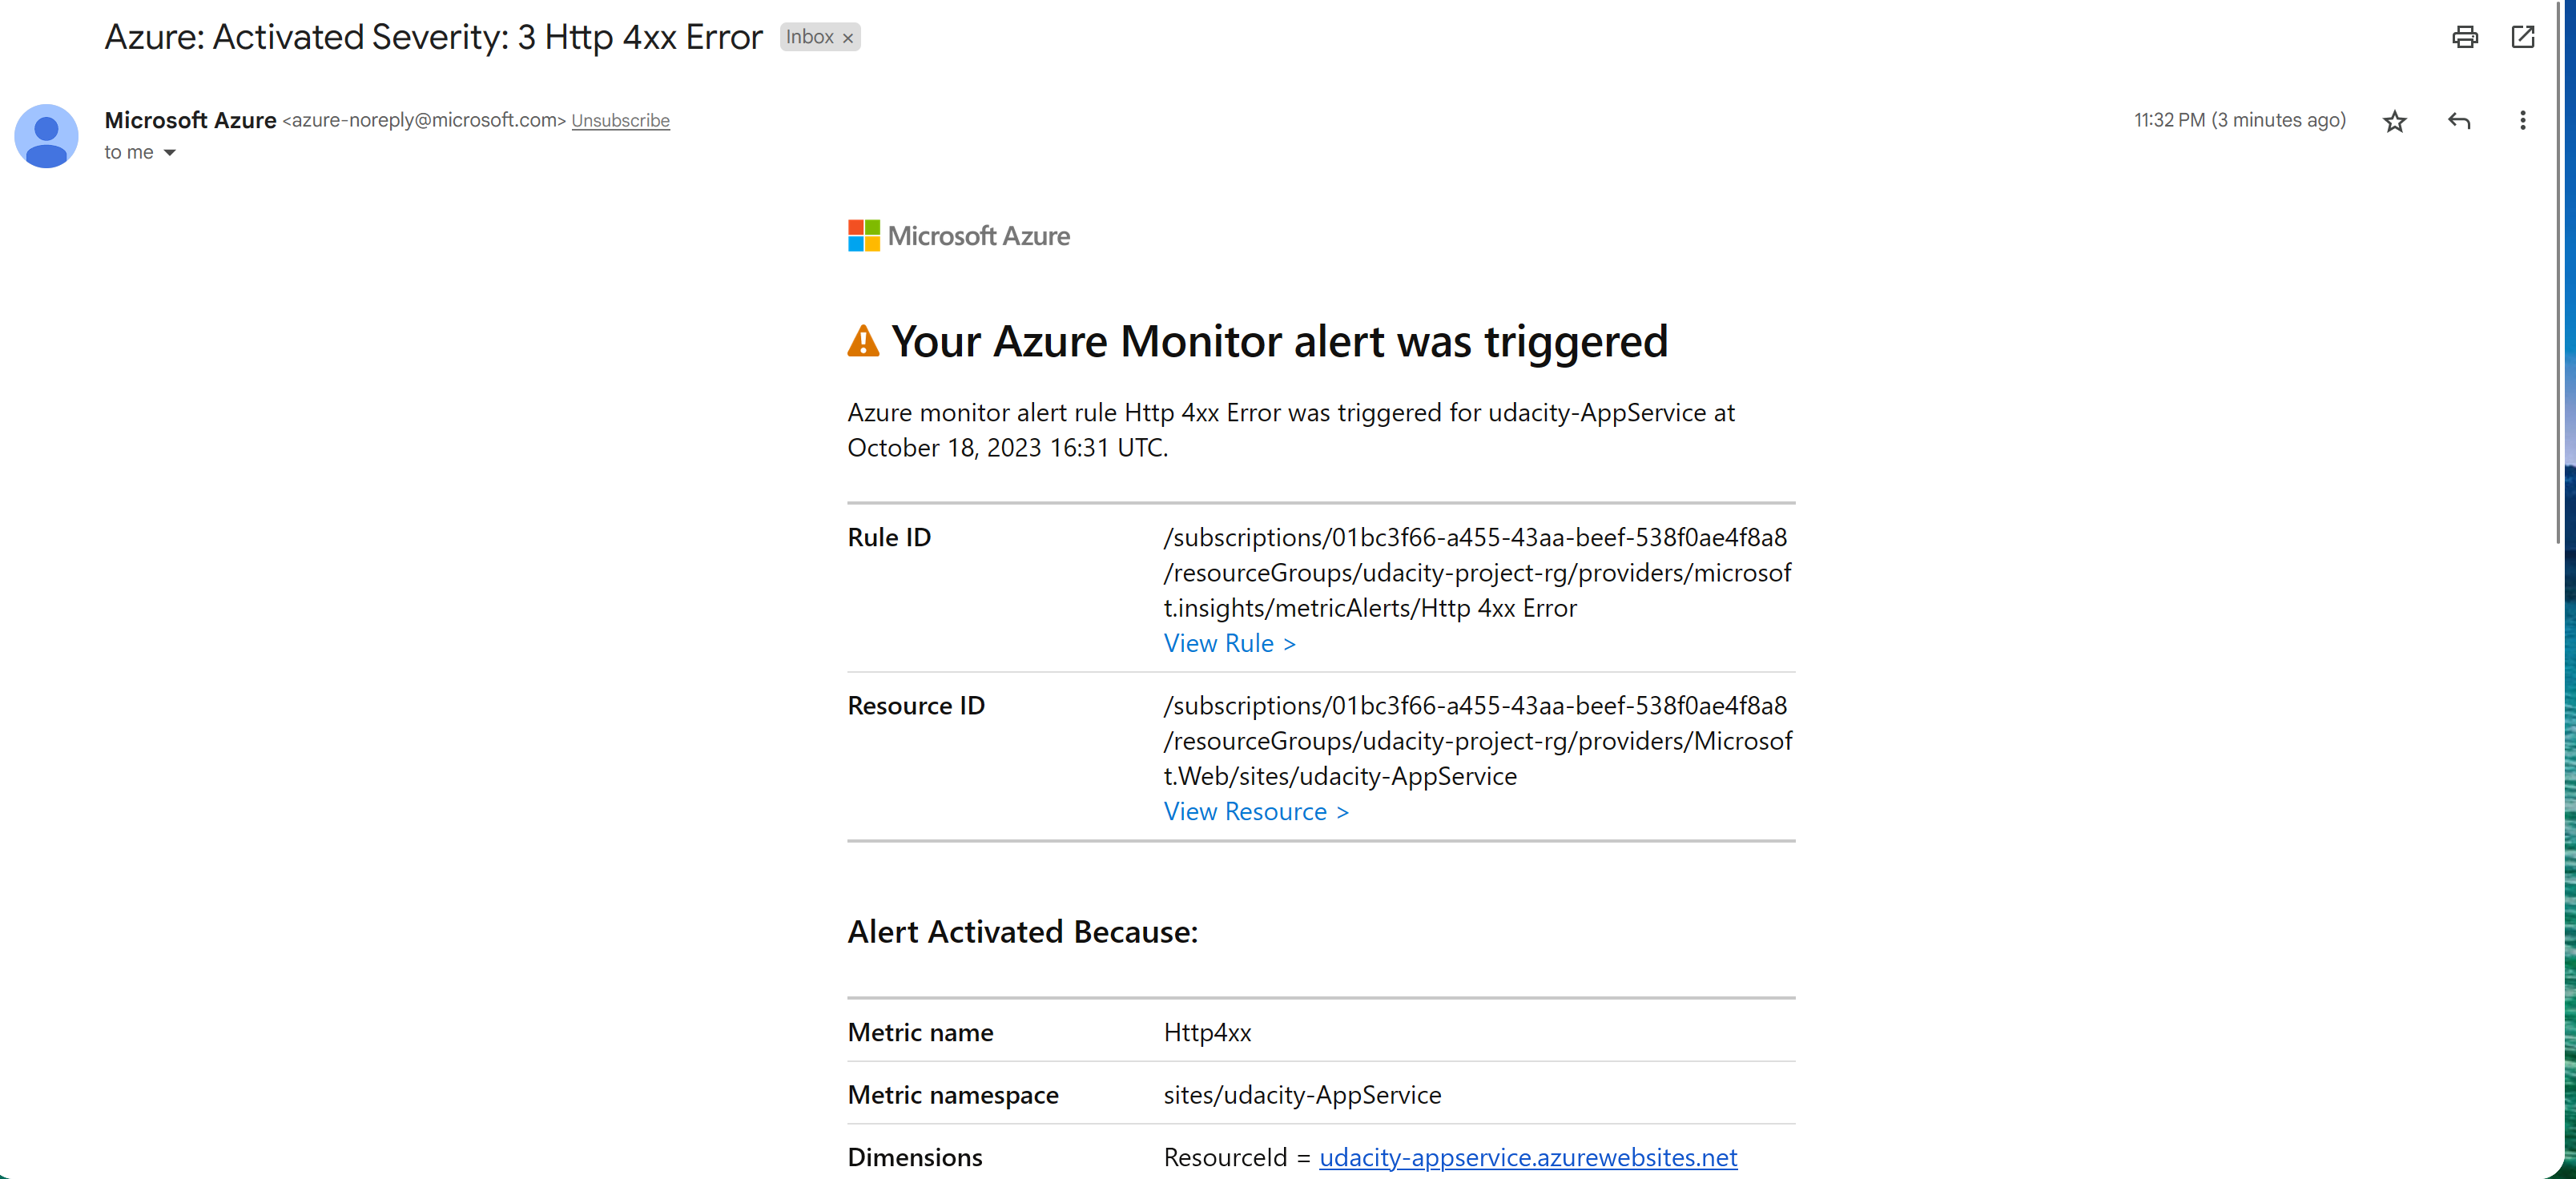 Azure: Activated Severity: 3 Http 4xx Error Inbox ×
Microsoft Azure <azure-noreply@microsoft.com> Unsubscribe 11:32 PM (3 minutes ago)
to me
Microsoft Azure
Your Azure Monitor alert was triggered
Azure monitor alert rule Http 4xx Error was triggered for udacity-AppService at
October 18, 2023 16:31 UTC.
Rule ID /subscriptions/01bc3f66-a455-43aa-beef-538f0ae4f8a8
/resourceGroups/udacity-project-rg/providers/microsof
t.insights/metricAlerts/Http 4xx Error
View Rule >
Resource ID /subscriptions/01bc3f66-a455-43aa-beef-538f0ae4f8a8
/resourceGroups/udacity-project-rg/providers/Microsof
t.Web/sites/udacity-AppService
View Resource >
Alert Activated Because:
Metric name Http4xx
Metric namespace sites/udacity-AppService
Dimensions ResourceId = udacity-appservice.azurewebsites.net